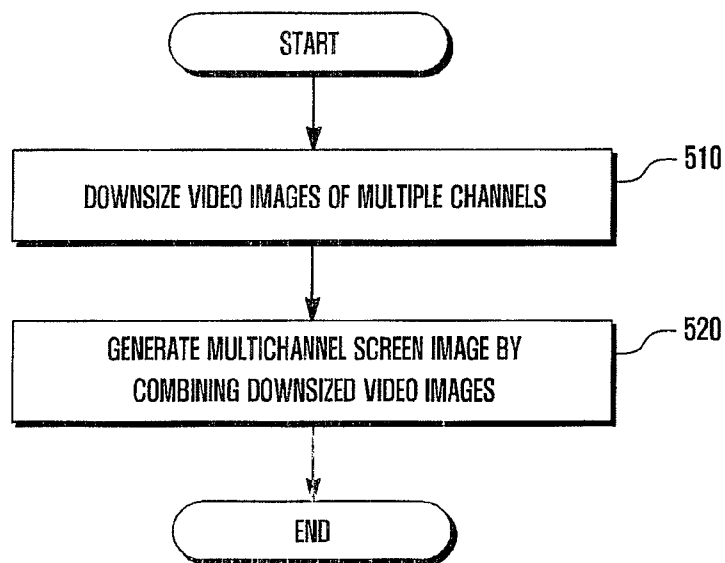 START
510
DOWNSIZE VIDEO IMAGES OF MULTIPLE CHANNELS
520
GENERATE MULTICHANNEL SCREEN IMAGE BY
COMBINING DOWNSIZED VIDEO IMAGES
END